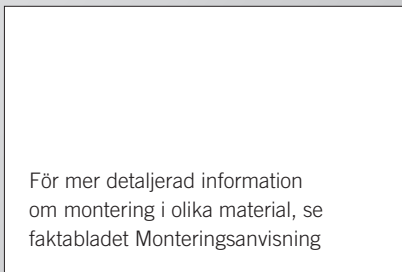 För mer detaljerad information
om montering i olika material, se
faktabladet Monteringsanvisning